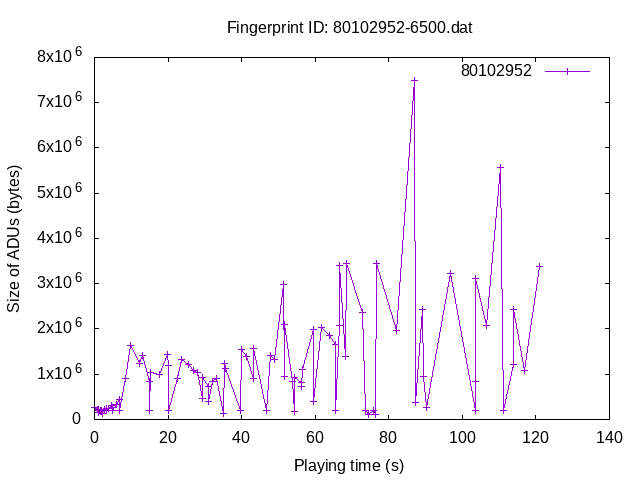 Fingerprint ID: 80102952-6500.dat
80102952
8x10^6
7x10^6
6x10^6
5x10^6
4x10^6
3x10^6
2x10^6
1x10^6
0
Size of ADUs (bytes)
0 20 40 60 80 100 120 140
Playing time (s)